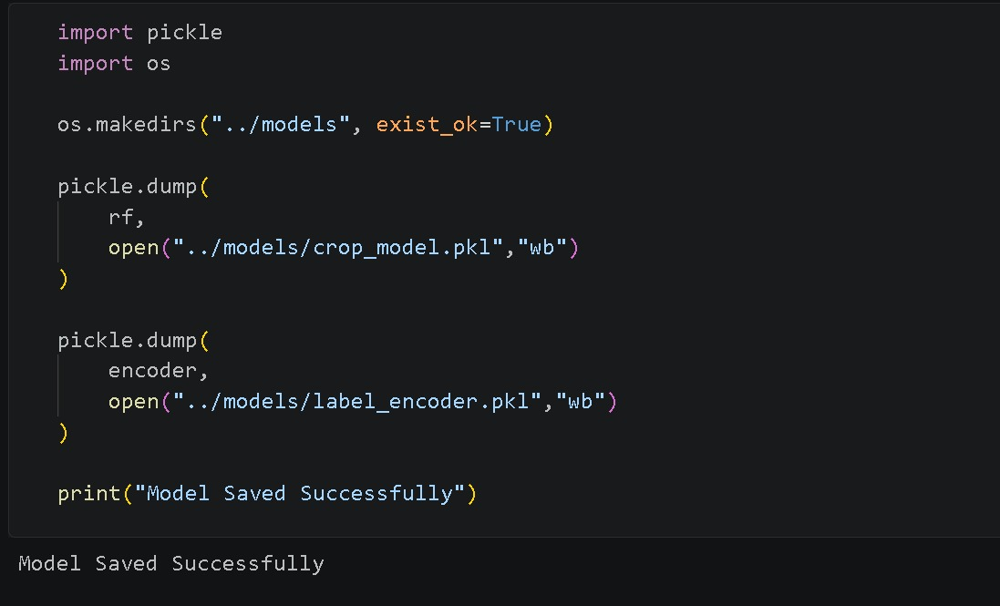 import pickle
import os
os.makedirs("../models", exist_ok=True)
pickle.dump(
rf,
open("../models/crop_model.pkl","wb")
)
pickle.dump(
encoder,
open("../models/label_encoder.pkl","wb")
)
print("Model Saved Successfully")
Model Saved Successfully